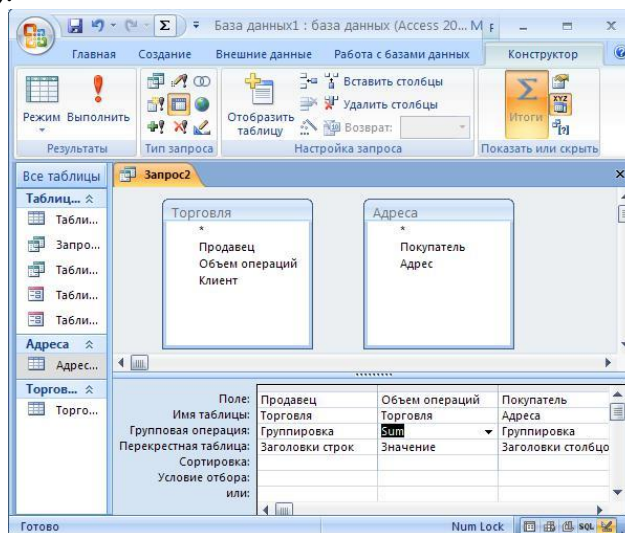 Σ
База данных1 : база данных (Access 20... М
Главная Создание Внешние данные Работа с базами данных Конструктор
Режим Выполнить
Отобразить таблицу
Вставить столбцы
Удалить столбцы
Возврат:
Σ
Итоги
XYZ
Результаты Тип запроса Настройка запроса Показать или скрыть
Все таблицы
Запрос2
Таблиц...
Табли...
Запро...
Табли...
Табли...
Табли...
Адреса
Адрес...
Торгов...
Торго...
Торговля
*
Продавец
Объем операций
Клиент
Адреса
*
Покупатель
Адрес
Поле: Продавец Объем операций Покупатель
Имя таблицы: Торговля Торговля Адреса
Групповая операция: Группировка Sum Группировка
Перекрестная таблица: Заголовки строк Значение Заголовки столбцо
Сортировка:
Условие отбора:
или:
Готово Num Lock SQL